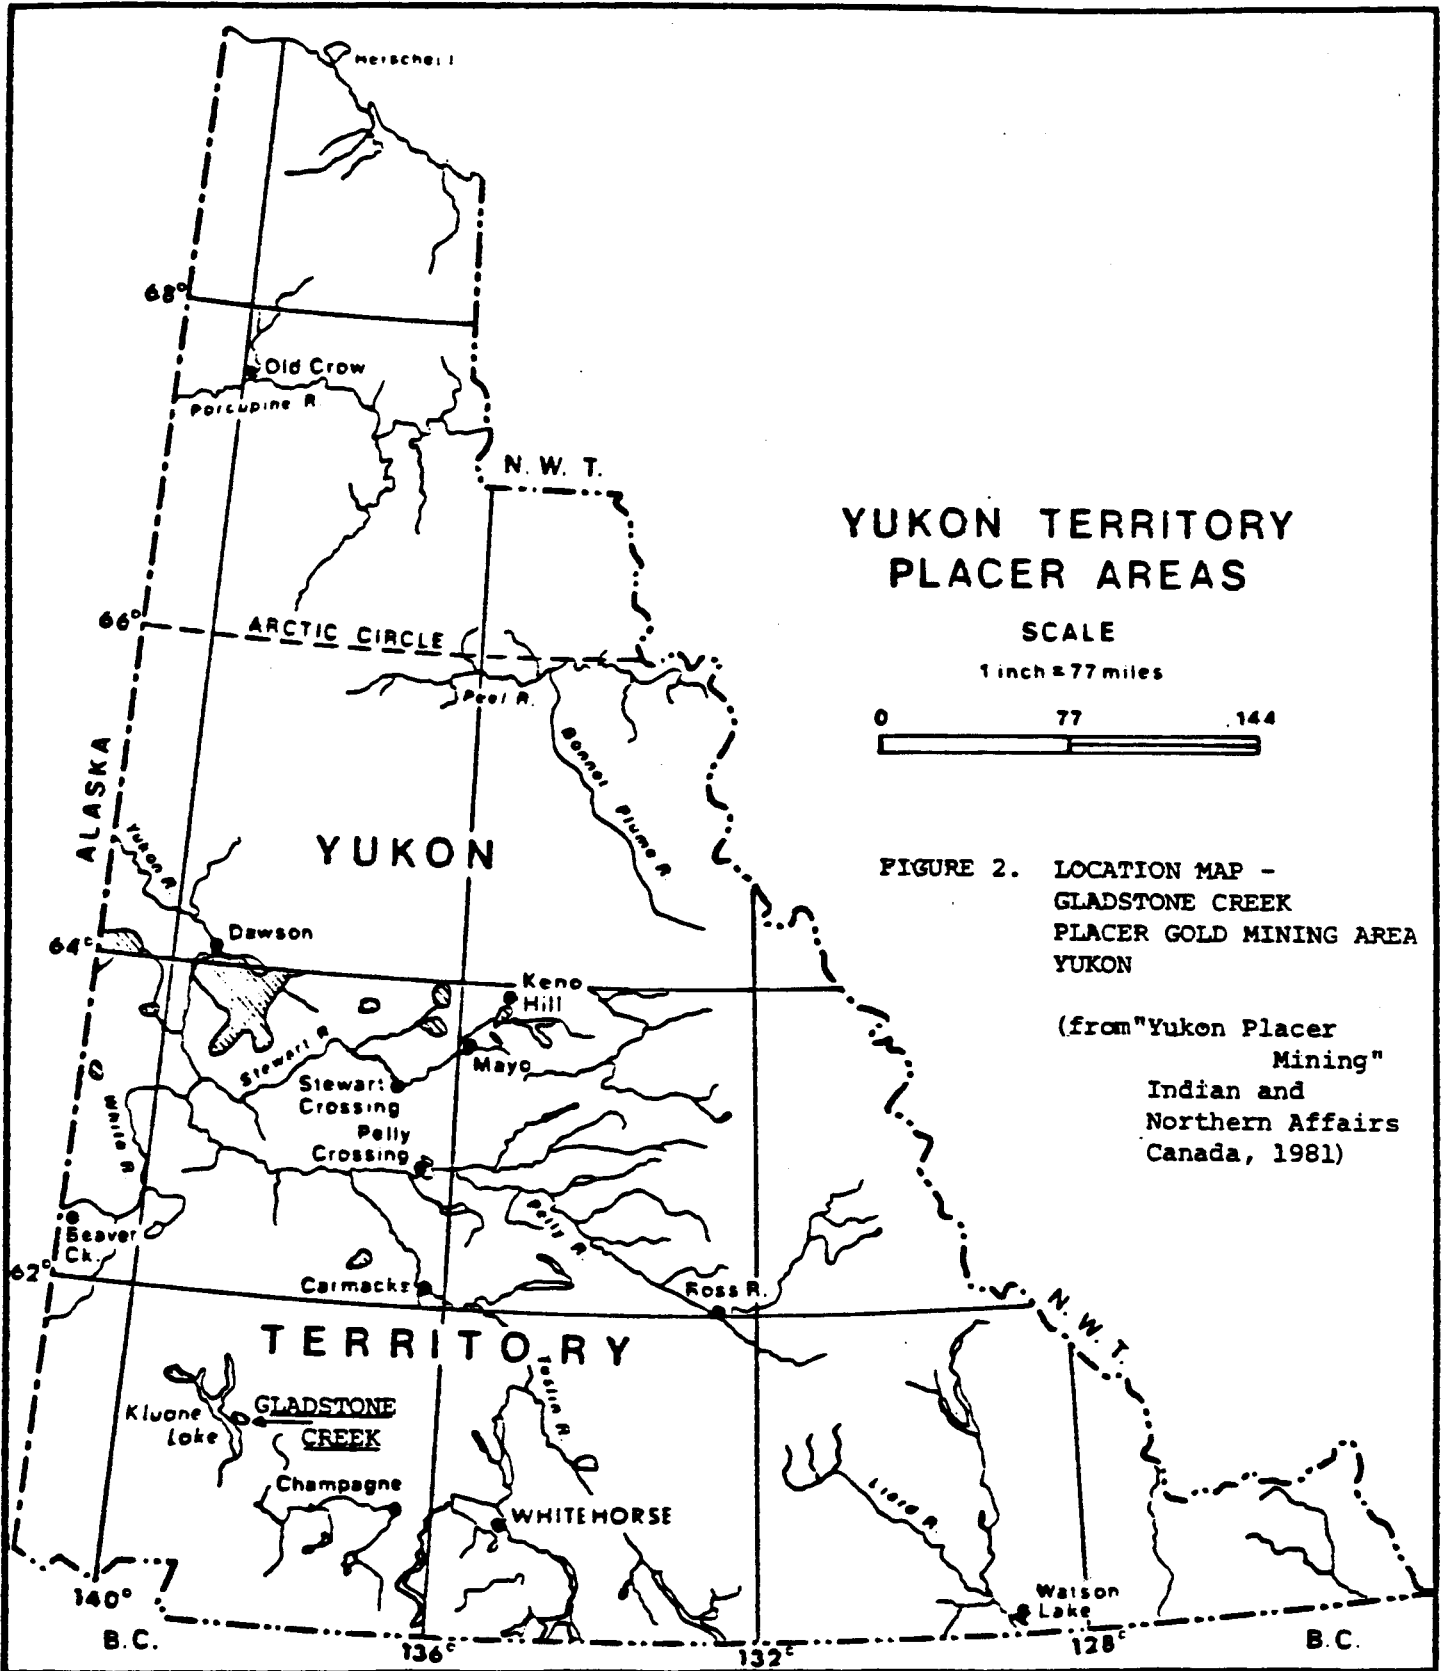 Herschell
68°
Old Crow
Porcupine R.
N. W. T.
YUKON TERRITORY
PLACER AREAS
SCALE
1 inch = 77 miles
0 77 144
66°
ARCTIC CIRCLE
Peel R.
Bonnet Plume R.
ALASKA
Yukon R.
YUKON
FIGURE 2. LOCATION MAP -
GLADSTONE CREEK
PLACER GOLD MINING AREA
YUKON
(from "Yukon Placer
Mining"
Indian and
Northern Affairs
Canada, 1981)
64°
Dawson
Keno
Hill
Stewart R.
Mayo
Stewart
Crossing
Pelly
Crossing
White R.
Pelly R.
Beaver
Ck.
62°
Carmacks
Ross R.
N. W. T.
TERRITORY
Teslin R.
Kluane
Lake
GLADSTONE
CREEK
Champagne
WHITEHORSE
Liard R.
Watson
Lake
140°
B.C.
136°
132°
128°
B.C.